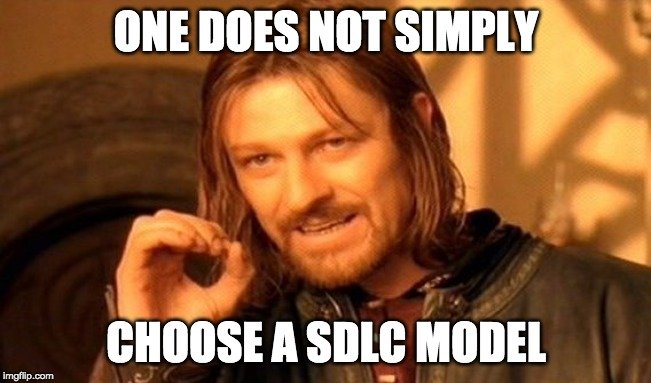 ONE DOES NOT SIMPLY
CHOOSE A SDLC MODEL
imgflip.com